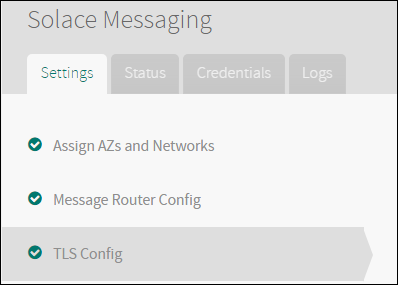 Solace Messaging
Settings
Status
Credentials
Logs
Assign AZs and Networks
Message Router Config
TLS Config